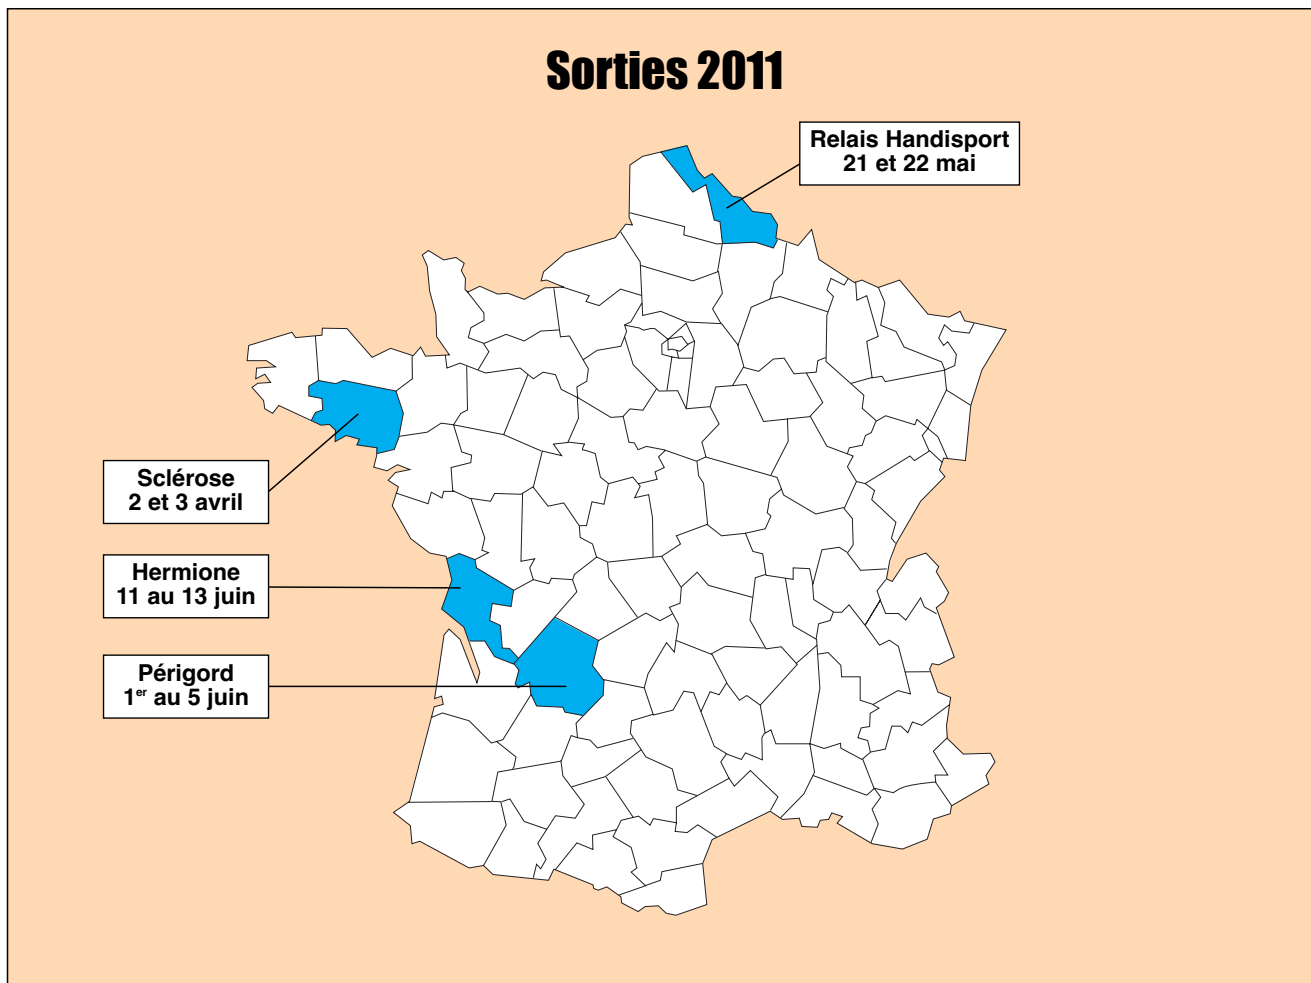 Sorties 2011
Relais Handisport
21 et 22 mai
Sclérose
2 et 3 avril
Hermione
11 au 13 juin
Périgord
1er au 5 juin